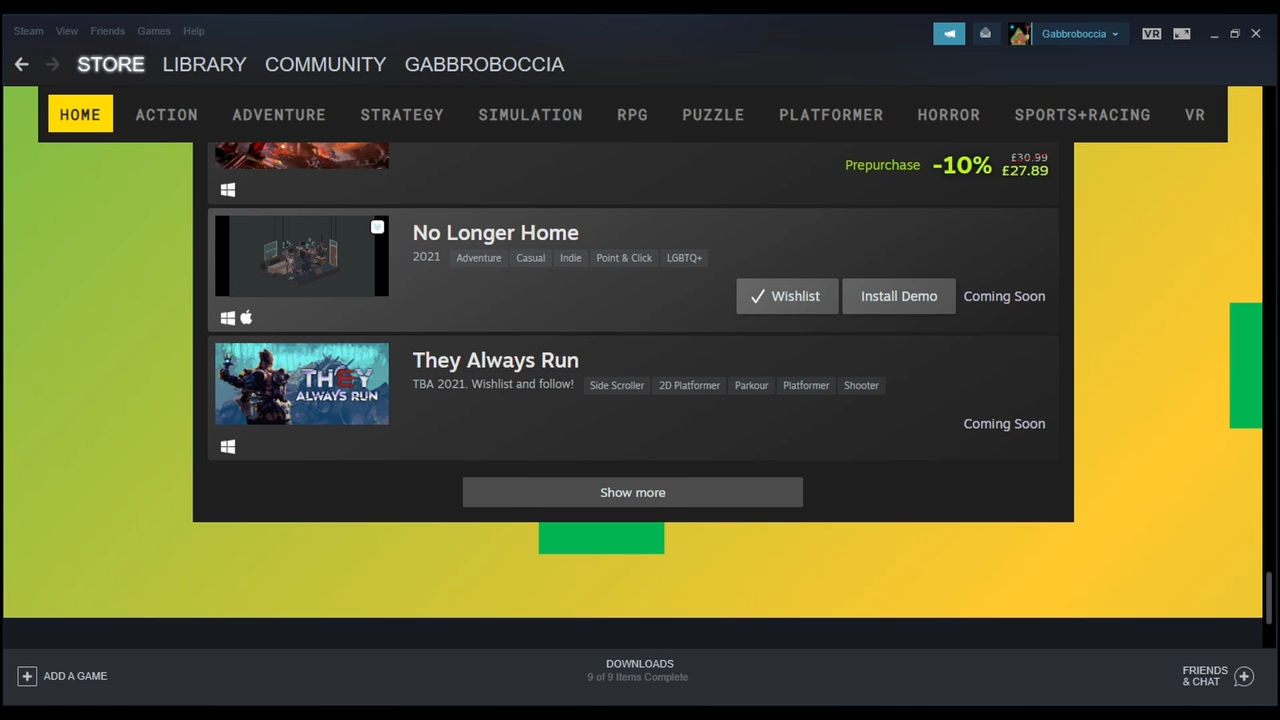 Steam View Friends Games Help
Gabbroboccia
VR
STORE LIBRARY COMMUNITY GABBROBOCCIA
HOME ACTION ADVENTURE STRATEGY SIMULATION RPG PUZZLE PLATFORMER HORROR SPORTS+RACING VR
Prepurchase -10% £30.99
£27.89
No Longer Home
2021 Adventure Casual Indie Point & Click LGBTQ+
Wishlist Install Demo Coming Soon
They Always Run
THEY
ALWAYS RUN
TBA 2021. Wishlist and follow! Side Scroller 2D Platformer Parkour Platformer Shooter
Coming Soon
Show more
ADD A GAME
DOWNLOADS
9 of 9 Items Complete
FRIENDS
& CHAT